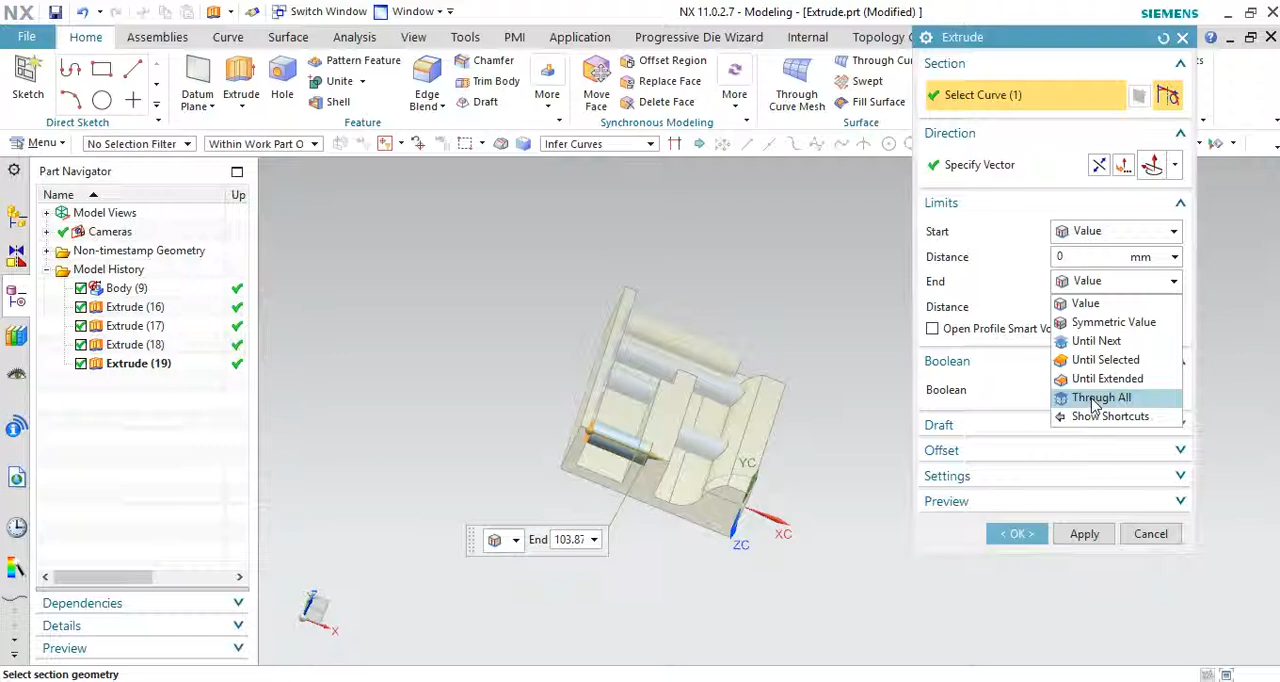 NX
Switch Window
Window
NX 11.0.2.7 - Modeling - [Extrude.prt (Modified) ]
SIEMENS
File
Home
Assemblies
Curve
Surface
Analysis
View
Tools
PMI
Application
Progressive Die Wizard
Internal
Topology
Sketch
Direct Sketch
Datum
Plane
Extrude
Hole
Pattern Feature
Unite
Shell
Feature
Edge
Blend
Chamfer
Trim Body
Draft
More
Move
Face
Offset Region
Replace Face
Delete Face
More
Synchronous Modeling
Through
Curve Mesh
Through Cur
Swept
Fill Surface
Surface
Menu
No Selection Filter
Within Work Part O
Infer Curves
Part Navigator
Name
Up
Model Views
Cameras
Non-timestamp Geometry
Model History
Body (9)
Extrude (16)
Extrude (17)
Extrude (18)
Extrude (19)
Dependencies
Details
Preview
YC
XC
ZC
End 103.87
Z
X
Extrude
Section
Select Curve (1)
Direction
Specify Vector
Limits
Start
Value
Distance
0 mm
End
Value
Distance
Open Profile Smart Vo
Value
Symmetric Value
Until Next
Until Selected
Until Extended
Through All
Show Shortcuts
Boolean
Boolean
Draft
Offset
Settings
Preview
< OK >
Apply
Cancel
Select section geometry